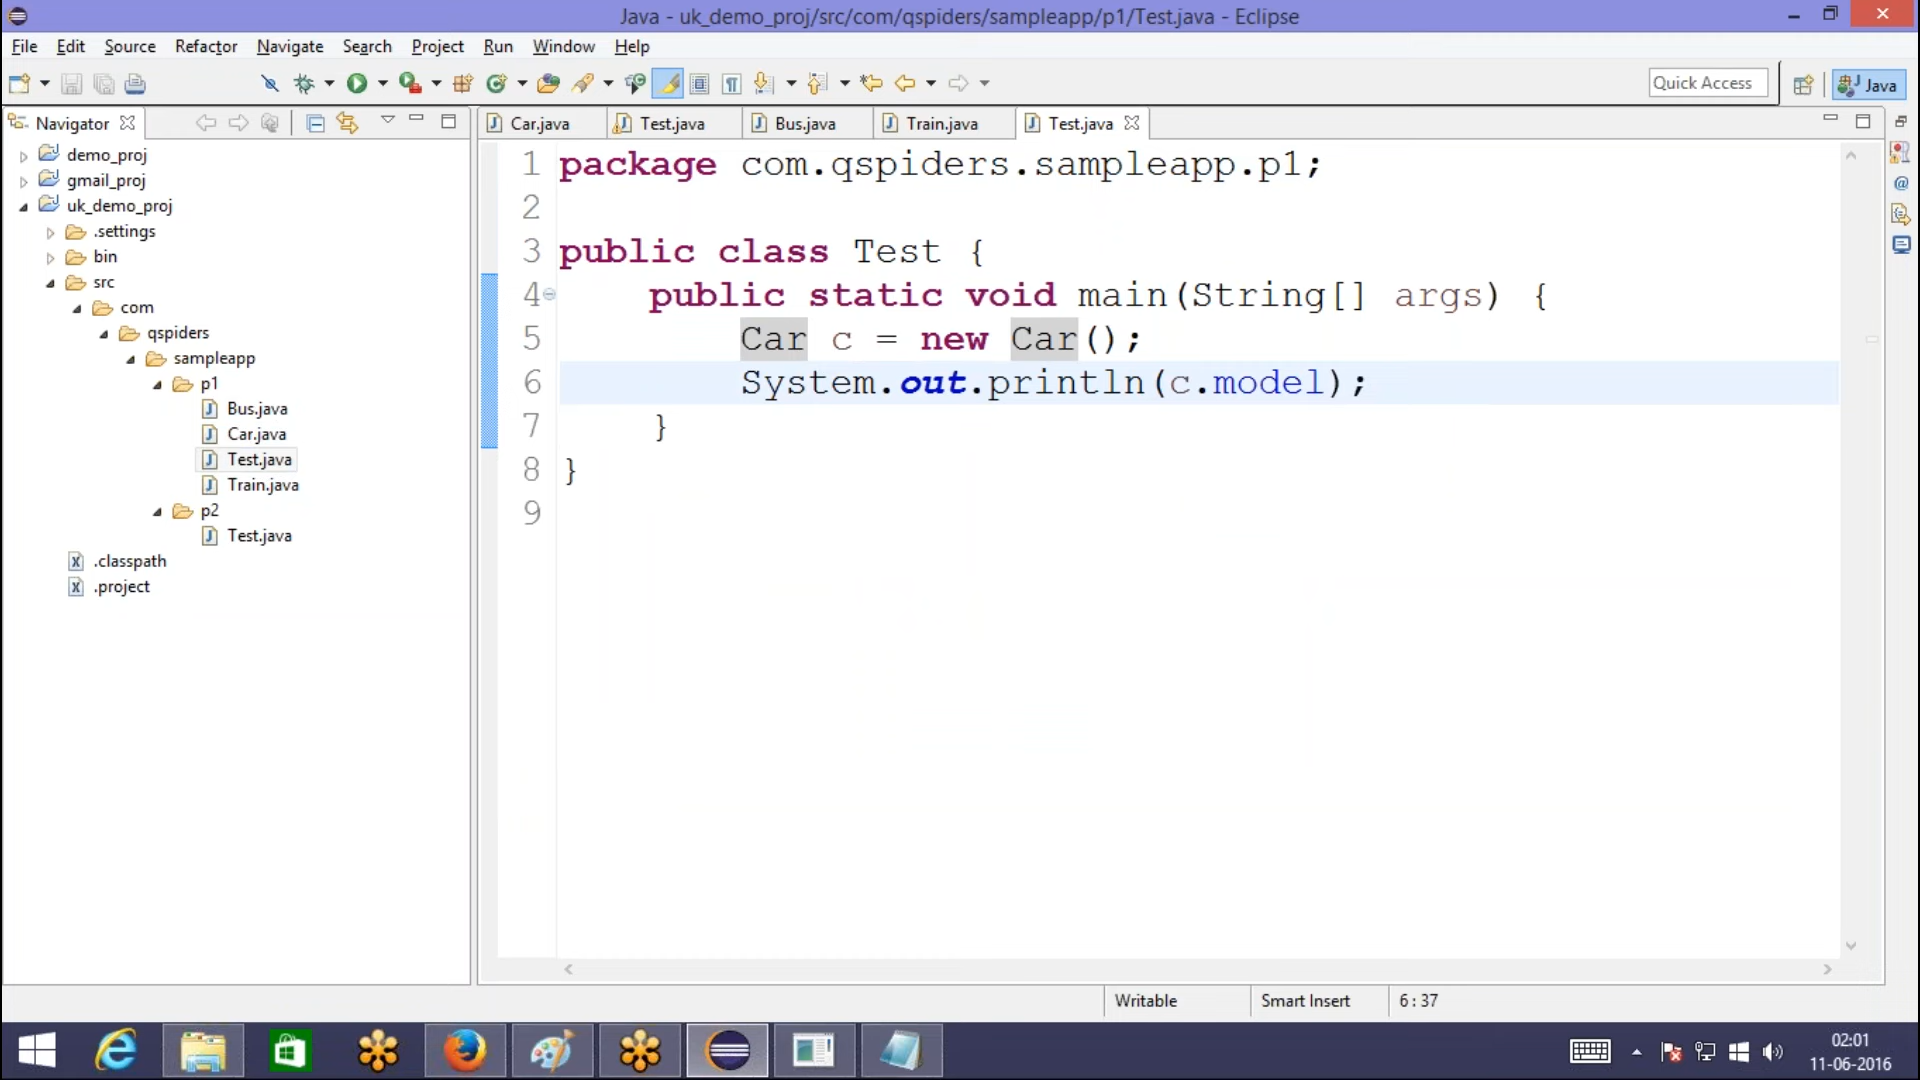 Java - uk_demo_proj/src/com/qspiders/sampleapp/p1/Test.java - Eclipse
File Edit Source Refactor Navigate Search Project Run Window Help
Quick Access
Java
Navigator
Car.java
Test.java
Bus.java
Train.java
Test.java
demo_proj
gmail_proj
uk_demo_proj
.settings
bin
src
com
qspiders
sampleapp
p1
Bus.java
Car.java
Test.java
Train.java
p2
Test.java
.classpath
.project
1 package com.qspiders.sampleapp.p1;
2
3 public class Test {
4 public static void main(String[] args) {
5 Car c = new Car();
6 System.out.println(c.model);
7 }
8 }
9
Writable
Smart Insert
6 : 37
02:01
11-06-2016